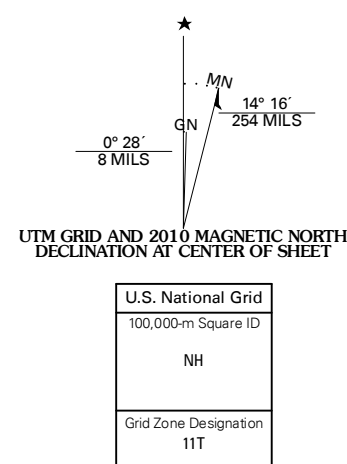 MN
14° 16´
254 MILS
GN
0° 28´
8 MILS
UTM GRID AND 2010 MAGNETIC NORTH
DECLINATION AT CENTER OF SHEET
U.S. National Grid
100,000-m Square ID
NH
Grid Zone Designation
11T